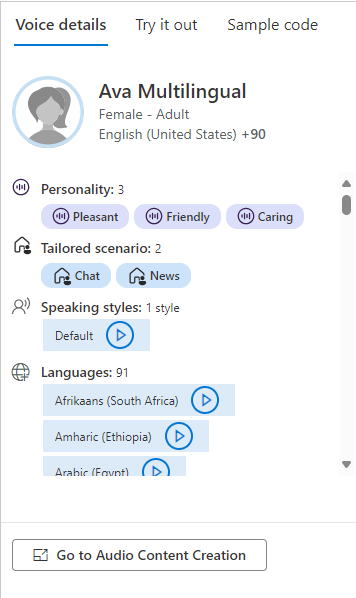 Voice details Try it out Sample code
Ava Multilingual
Female - Adult
English (United States) +90
Personality: 3
Pleasant Friendly Caring
Tailored scenario: 2
Chat News
Speaking styles: 1 style
Default
Languages: 91
Afrikaans (South Africa)
Amharic (Ethiopia)
Arabic (Egypt)
Go to Audio Content Creation